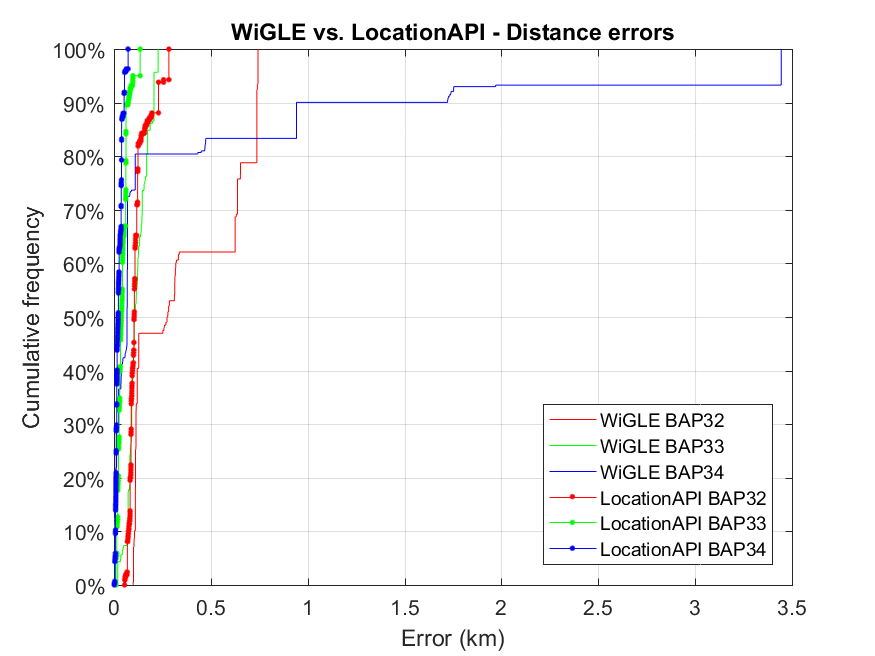 WiGLE vs. LocationAPI - Distance errors
100%
90%
80%
70%
60%
50%
40%
30%
20%
10%
0%
Cumulative frequency
WiGLE BAP32
WiGLE BAP33
WiGLE BAP34
LocationAPI BAP32
LocationAPI BAP33
LocationAPI BAP34
0 0.5 1 1.5 2 2.5 3 3.5
Error (km)